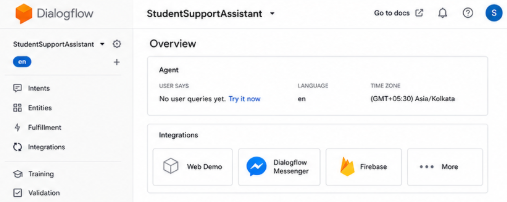 Dialogflow
StudentSupportAssistant
Go to docs
S
StudentSupportAssistant
en
Intents
Entities
Fulfillment
Integrations
Training
Validation
Overview
Agent
USER SAYS LANGUAGE TIME ZONE
No user queries yet. Try it now en (GMT+05:30) Asia/Kolkata
Integrations
Web Demo
Dialogflow
Messenger
Firebase
More